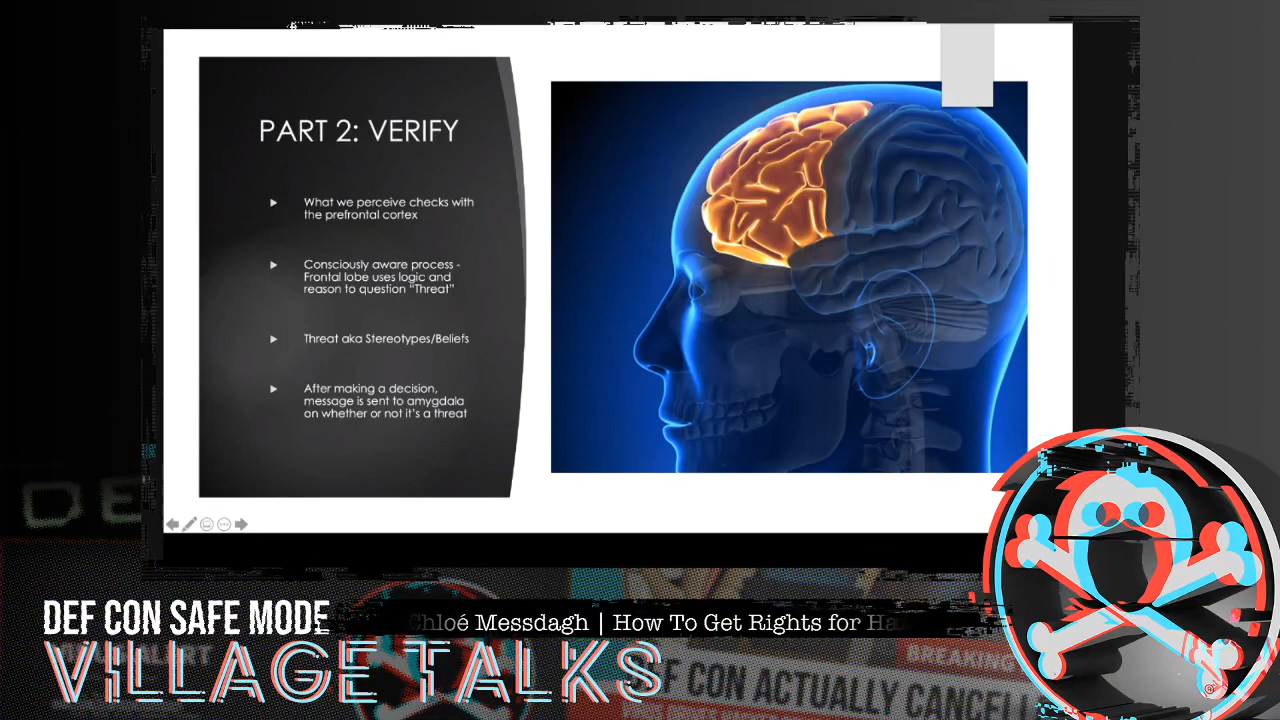 PART 2: VERIFY
What we perceive checks with
the prefrontal cortex
Consciously aware process -
Frontal lobe uses logic and
reason to question “Threat”
Threat aka Stereotypes/Beliefs
After making a decision,
message is sent to amygdala
on whether or not it’s a threat
DEF CON SAFE MODE
Chloé Messdagh | How To Get Rights for Ha
VILLAGE TALKS
BREAKING
DEF CON ACTUALLY CANCELL